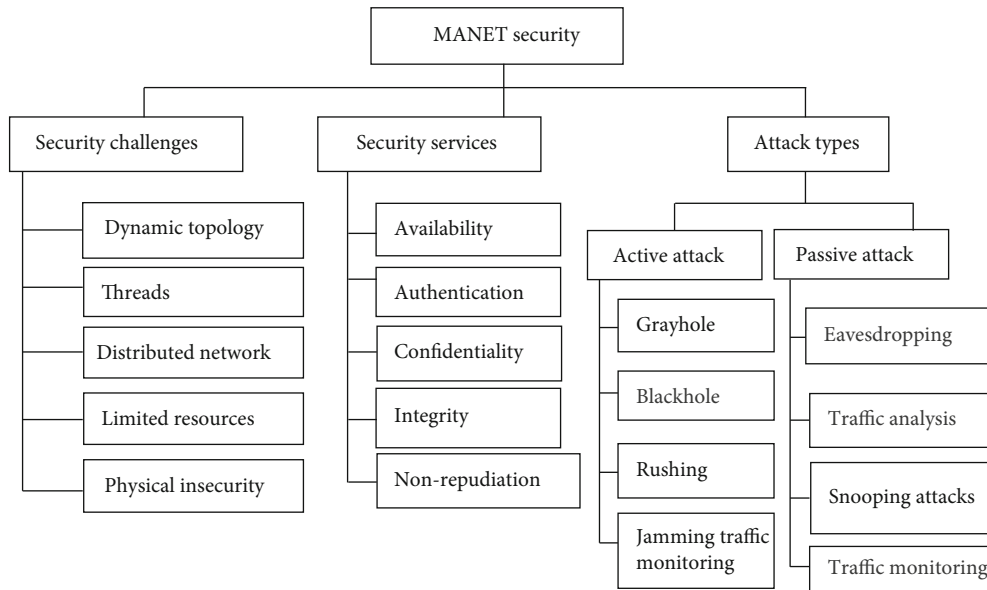 MANET security
Security challenges
Security services
Attack types
Dynamic topology
Threads
Distributed network
Limited resources
Physical insecurity
Availability
Authentication
Confidentiality
Integrity
Non-repudiation
Active attack
Grayhole
Blackhole
Rushing
Jamming traffic
monitoring
Passive attack
Eavesdropping
Traffic analysis
Snooping attacks
Traffic monitoring